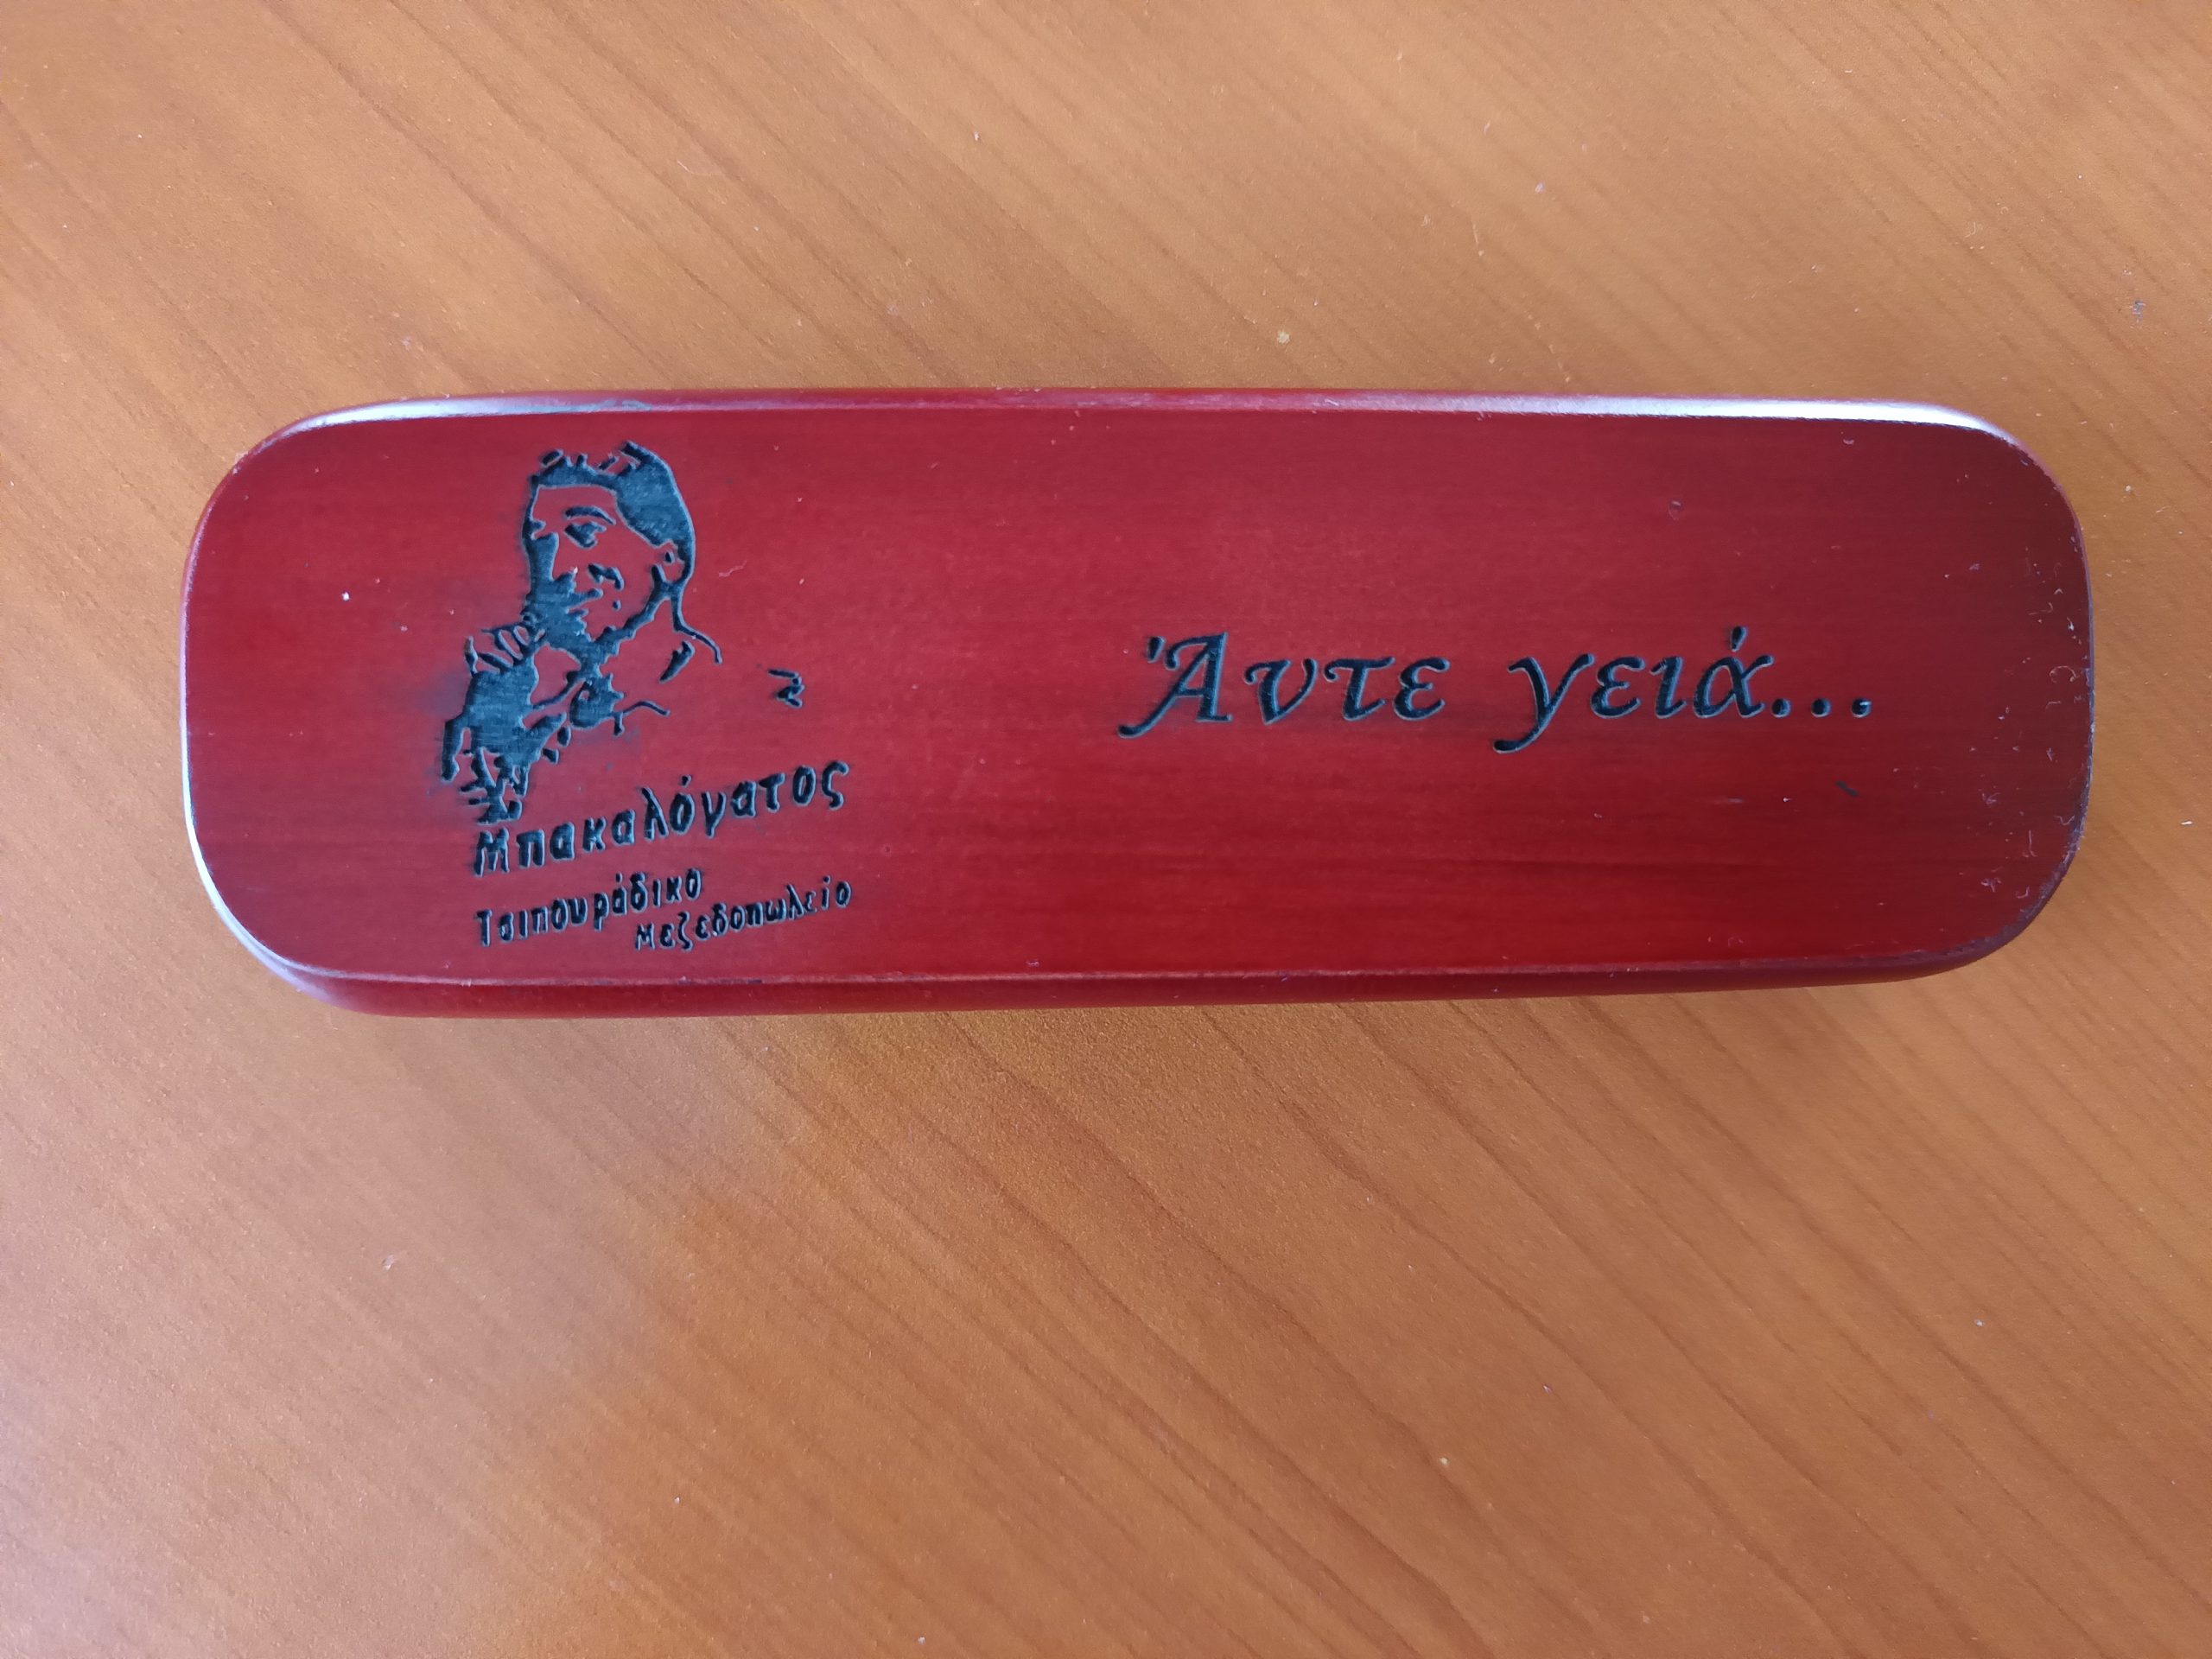 Μπακαλόγατος
Τσιπουράδικο
Μεζεδοπωλείο
Άντε γειά...